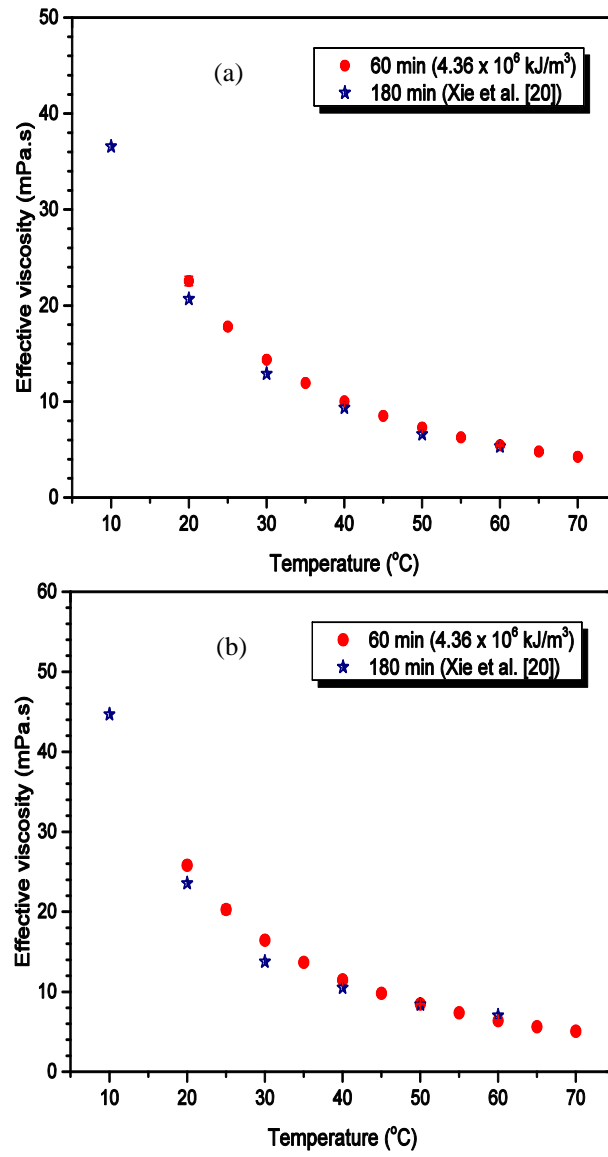 50
40
30
20
10
0
Effective viscosity (mPa.s)
(a)
60 min (4.36 x 10⁶ kJ/m³)
180 min (Xie et al. [20])
10 20 30 40 50 60 70
Temperature (°C)
60
50
40
30
20
10
0
Effective viscosity (mPa.s)
(b)
60 min (4.36 x 10⁶ kJ/m³)
180 min (Xie et al. [20])
10 20 30 40 50 60 70
Temperature (°C)